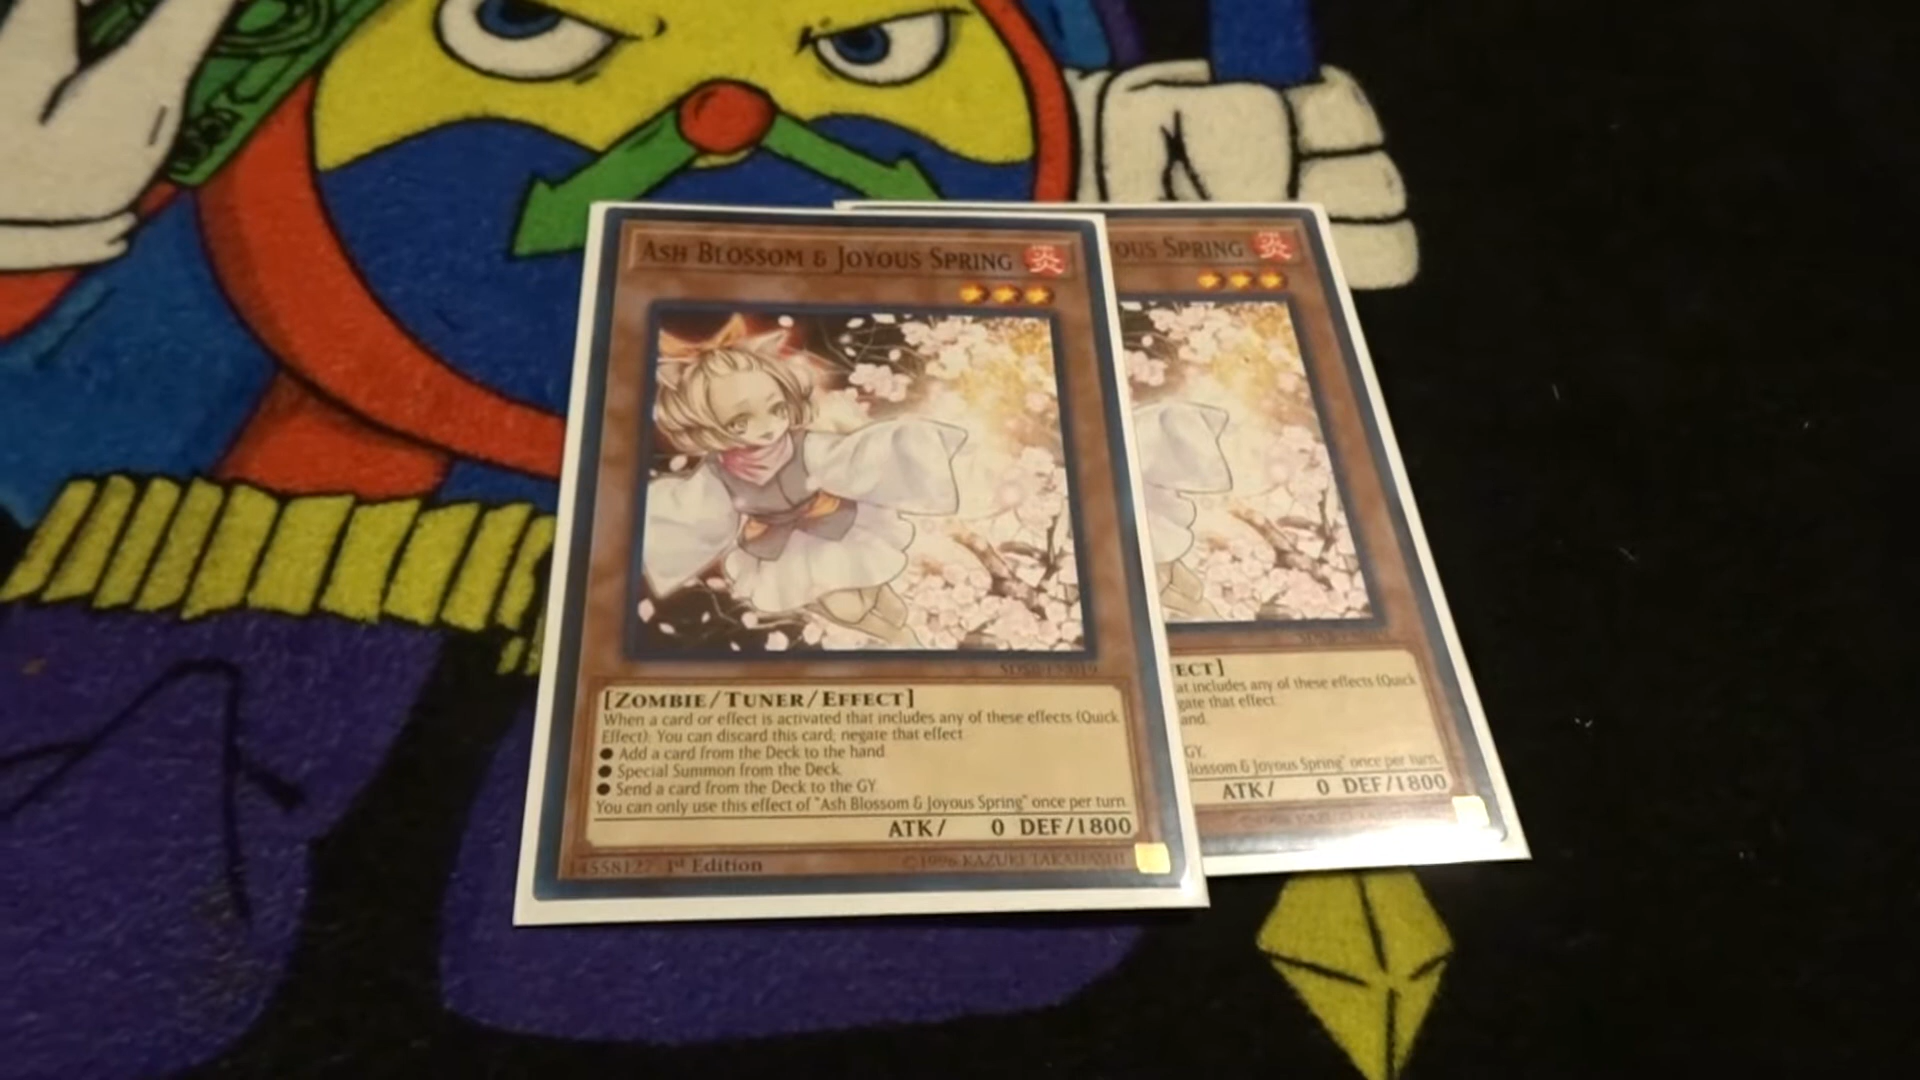 ASH BLOSSOM & JOYOUS SPRING
炎
[ZOMBIE/TUNER/EFFECT]
When a card or effect is activated that includes any of these effects (Quick
Effect): You can discard this card; negate that effect.
● Add a card from the Deck to the hand.
● Special Summon from the Deck.
● Send a card from the Deck to the GY.
You can only use this effect of "Ash Blossom & Joyous Spring" once per turn.
ATK/ 0 DEF/1800
14558127 1st Edition
©1996 KAZUKI TAKAHASHI
OUS SPRING
炎
ECT]
at includes any of these effects (Quick
gate that effect.
and.
GY.
lossom & Joyous Spring" once per turn.
ATK/ 0 DEF/1800